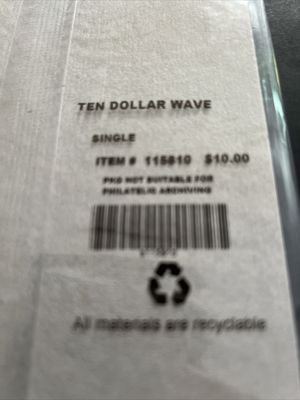 TEN DOLLAR WAVE
SINGLE
ITEM # 115810 $10.00
PKG NOT SUITABLE FOR
PHILATELIC ARCHIVING
All materials are recyclable